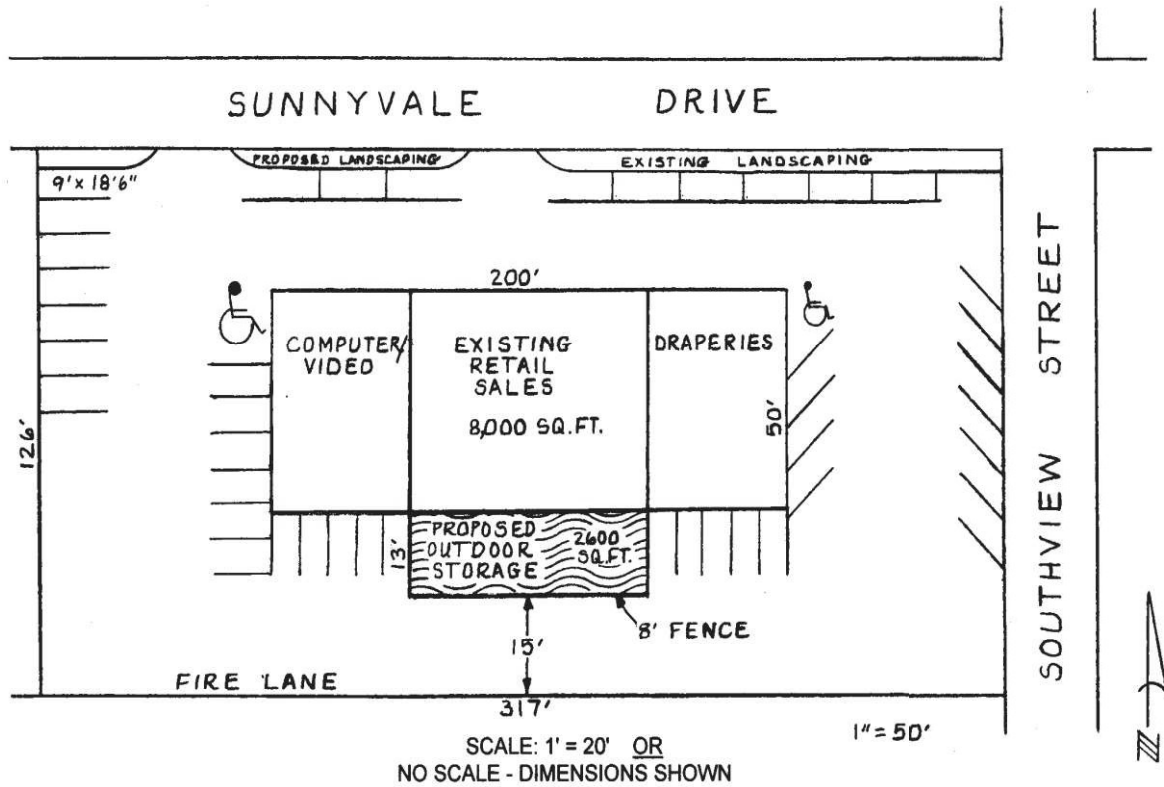 SUNNYVALE DRIVE
PROPOSED LANDSCAPING
EXISTING LANDSCAPING
9' x 18'6"
200'
COMPUTER/
VIDEO
EXISTING
RETAIL
SALES
8,000 SQ.FT.
DRAPERIES
50'
126'
SOUTHVIEW STREET
PROPOSED
OUTDOOR
STORAGE
2600
SQ.FT.
13'
8' FENCE
15'
FIRE LANE
317'
1" = 50'
SCALE: 1' = 20' OR
NO SCALE - DIMENSIONS SHOWN
N